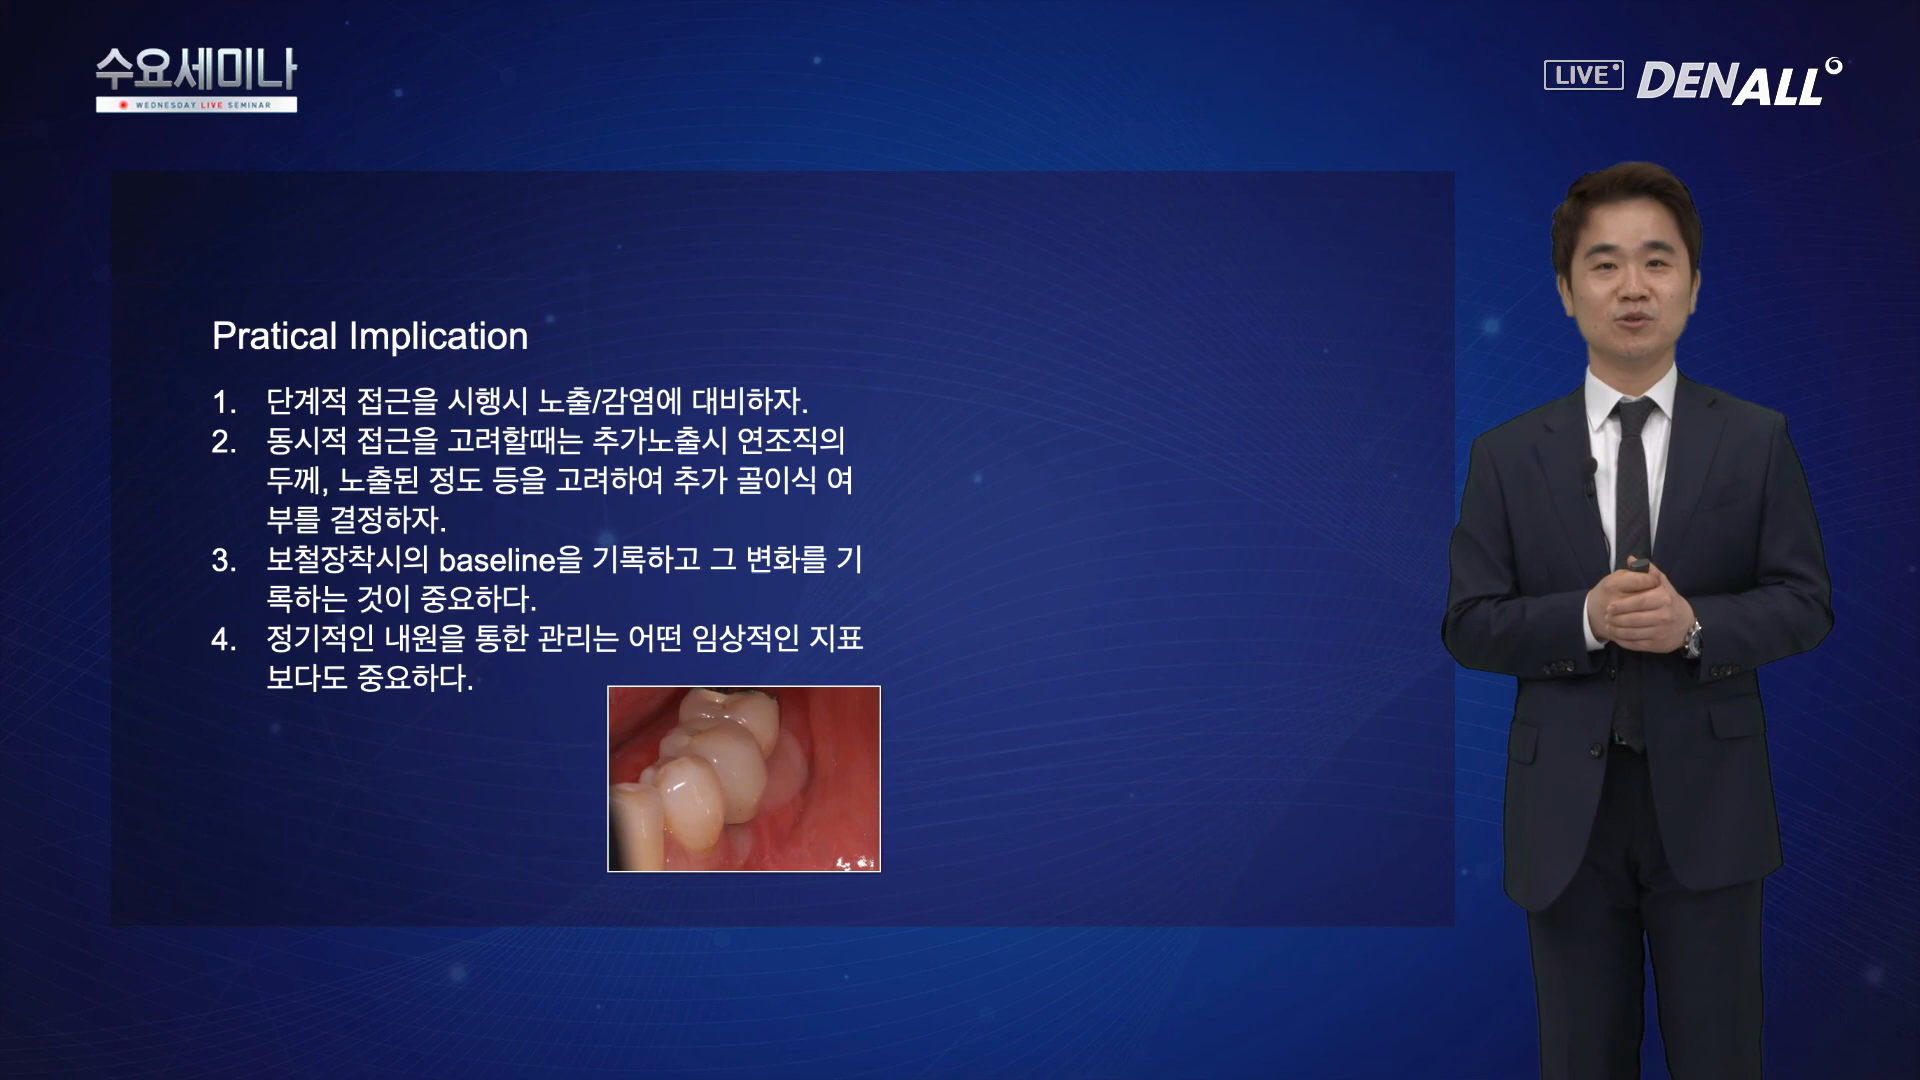 수요세미나
WEDNESDAY LIVE SEMINAR
LIVE
DENALL
Pratical Implication
1. 단계적 접근을 시행시 노출/감염에 대비하자.
2. 동시적 접근을 고려할때는 추가노출시 연조직의
두께, 노출된 정도 등을 고려하여 추가 골이식 여
부를 결정하자.
3. 보철장착시의 baseline을 기록하고 그 변화를 기
록하는 것이 중요하다.
4. 정기적인 내원을 통한 관리는 어떤 임상적인 지표
보다도 중요하다.